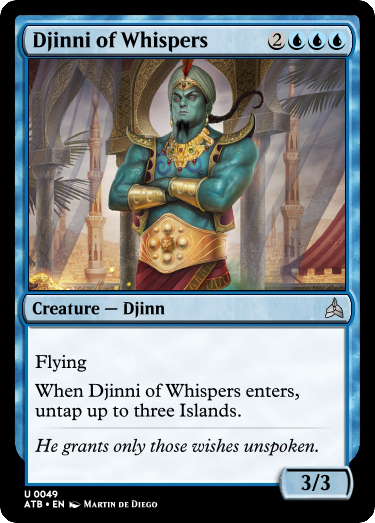 Djinni of Whispers 2
Creature — Djinn
Flying
When Djinni of Whispers enters,
untap up to three Islands.
He grants only those wishes unspoken.
3/3
U 0049
ATB • EN Martin de Diego